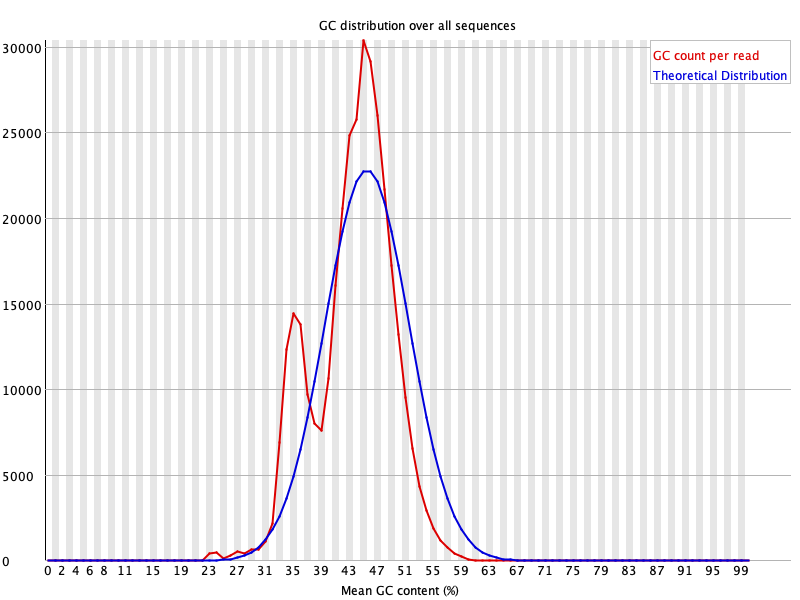 GC distribution over all sequences
GC count per read
Theoretical Distribution
30000
25000
20000
15000
10000
5000
0
0 2 4 6 8 11 15 19 23 27 31 35 39 43 47 51 55 59 63 67 71 75 79 83 87 91 95 99
Mean GC content (%)